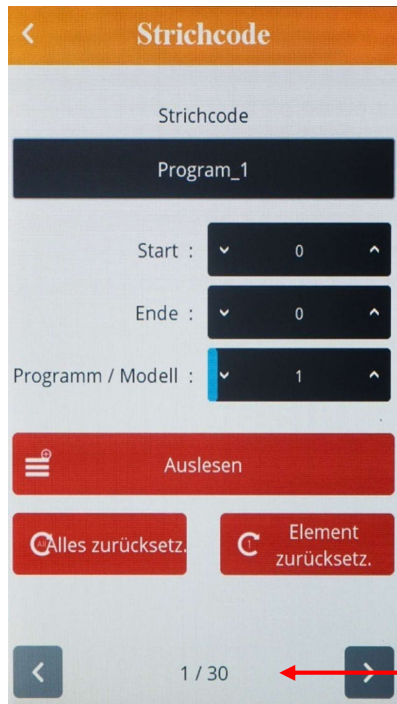 Strichcode
Strichcode
Program_1
Start : 0
Ende : 0
Programm / Modell : 1
Auslesen
Alles zurücksetz.
Element
zurücksetz.
1 / 30